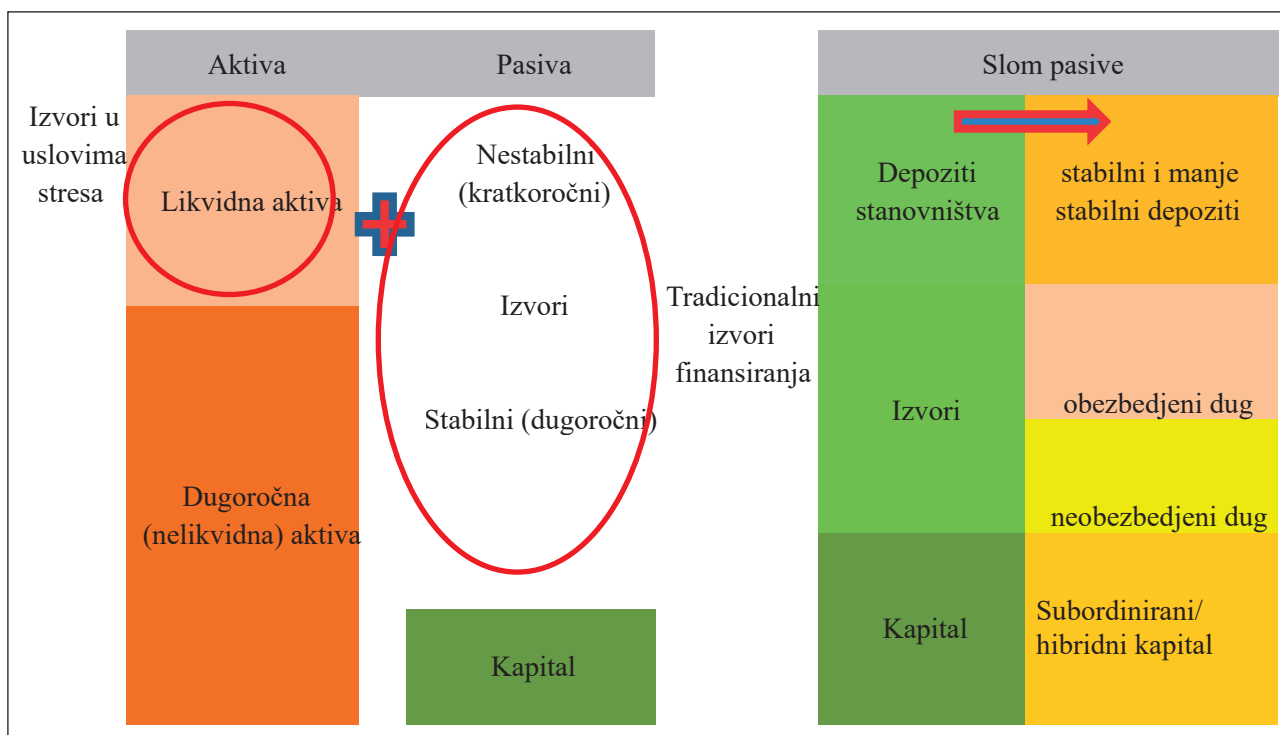 Aktiva
Pasiva
Slom pasive
Izvori u
uslovima
stresa
Likvidna aktiva
Nestabilni
(kratkoročni)
Izvori
Stabilni (dugoročni)
Tradicionalni
izvori
finansiranja
Dugoročna
(nelikvidna) aktiva
Kapital
Depoziti
stanovništva
stabilni i manje
stabilni depoziti
Izvori
obezbedjeni dug
neobezbedjeni dug
Kapital
Subordinirani/
hibridni kapital